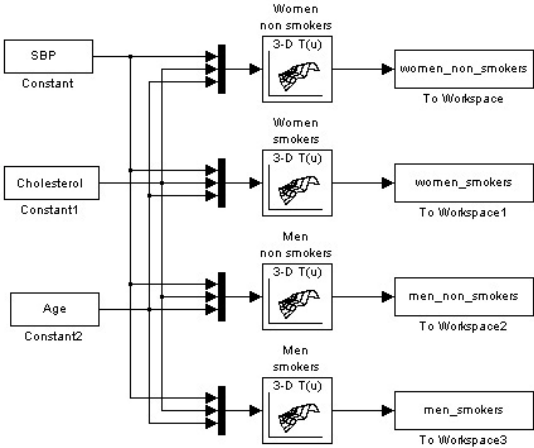 Women
non smokers
3-D T(u)
SBP
Constant
women_non_smokers
To Workspace
Women
smokers
3-D T(u)
Cholesterol
Constant1
women_smokers
To Workspace1
Men
non smokers
3-D T(u)
Age
Constant2
men_non_smokers
To Workspace2
Men
smokers
3-D T(u)
men_smokers
To Workspace3